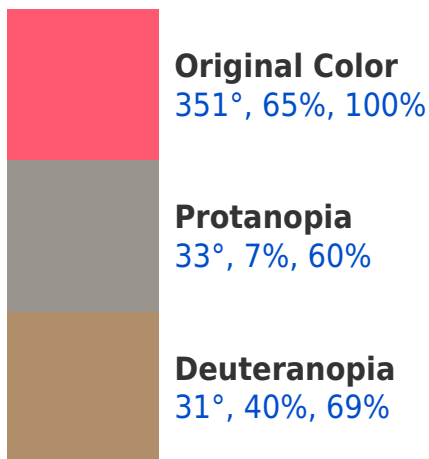 Original Color
351°, 65%, 100%
Protanopia
33°, 7%, 60%
Deuteranopia
31°, 40%, 69%